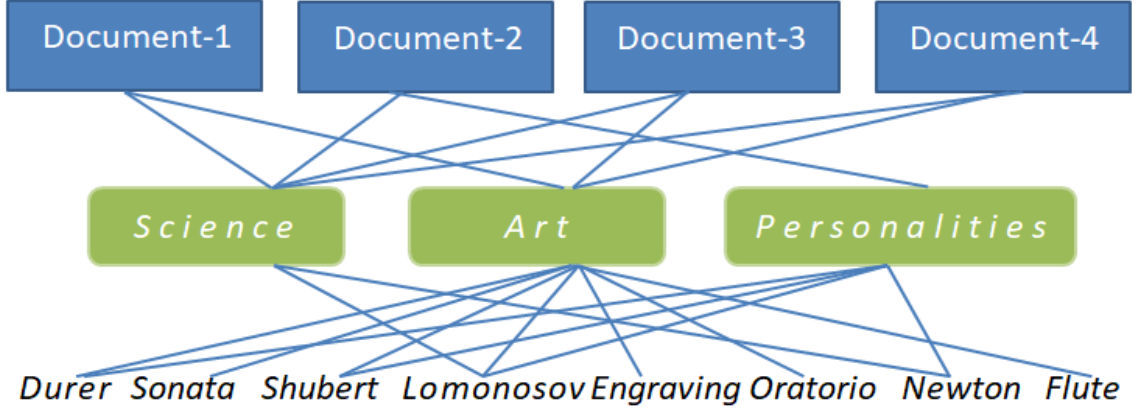 Document-1 Document-2 Document-3 Document-4
Science Art Personalities
Durer Sonata Shubert Lomonosov Engraving Oratorio Newton Flute